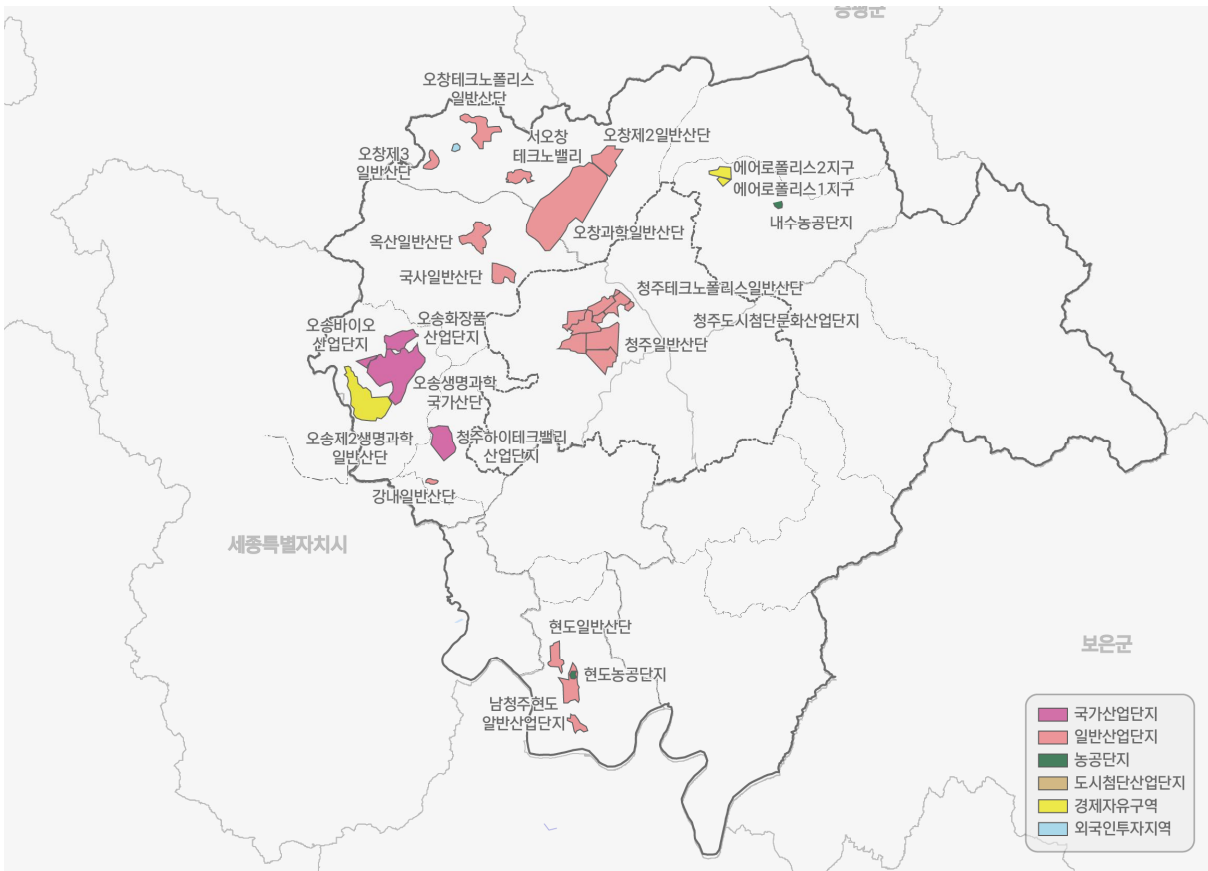 증평군
오창테크노폴리스
일반산단
서오창
테크노밸리
오창제2일반산단
오창제3
일반산단
에어로폴리스2지구
에어로폴리스1지구
내수농공단지
오창과학일반산단
옥산일반산단
국사일반산단
청주테크노폴리스일반산단
오송바이오
산업단지
오송화장품
산업단지
청주도시첨단문화산업단지
청주일반산단
오송생명과학
국가산단
오송제2생명과학
일반산단
청주하이테크밸리
산업단지
강내일반산단
세종특별자치시
현도일반산단
보은군
현도농공단지
남청주현도
알반산업단지
국가산업단지
일반산업단지
농공단지
도시첨단산업단지
경제자유구역
외국인투자지역